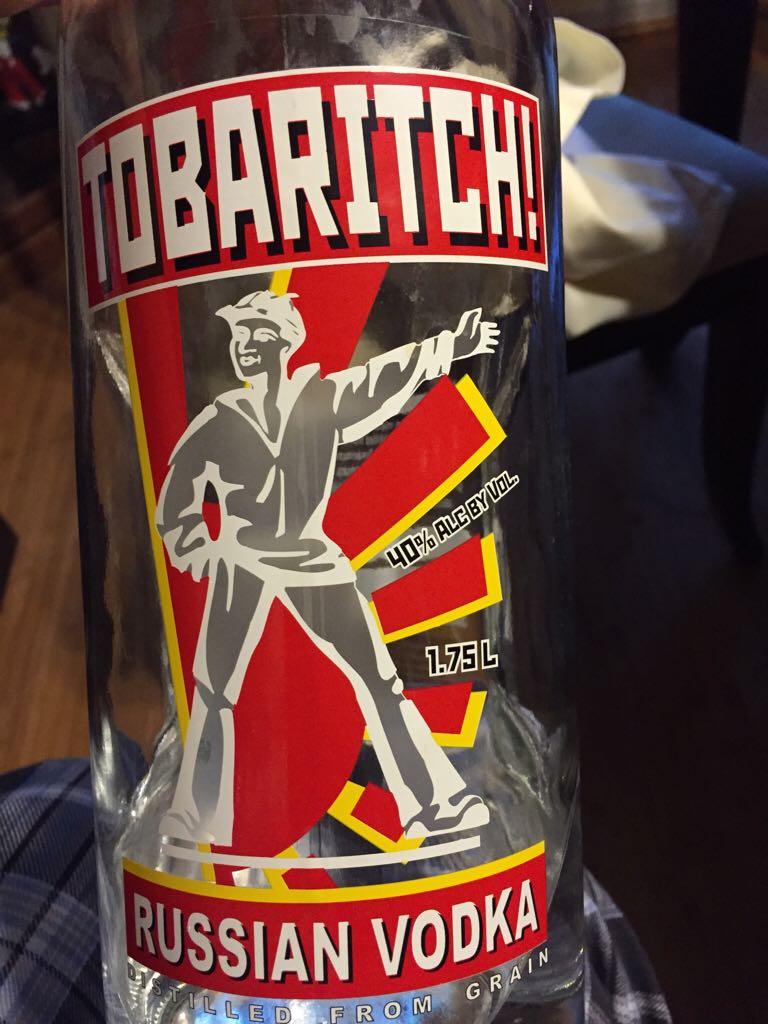 TOBARITCH!
40% ALC BY VOL.
1.75 L
RUSSIAN VODKA
DISTILLED FROM GRAIN